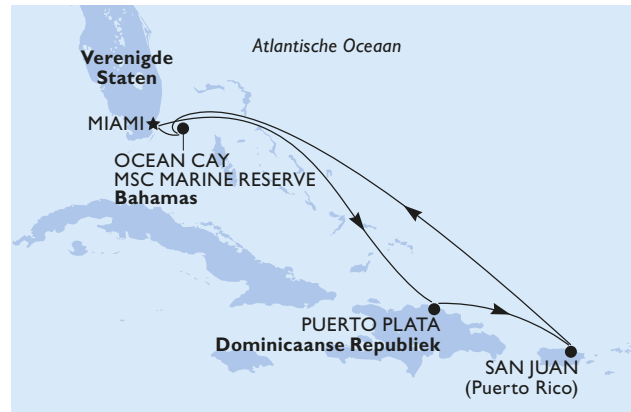 Atlantische Oceaan
Verenigde
Staten
MIAMI
OCEAN CAY
MSC MARINE RESERVE
Bahamas
PUERTO PLATA
Dominicaanse Republiek
SAN JUAN
(Puerto Rico)